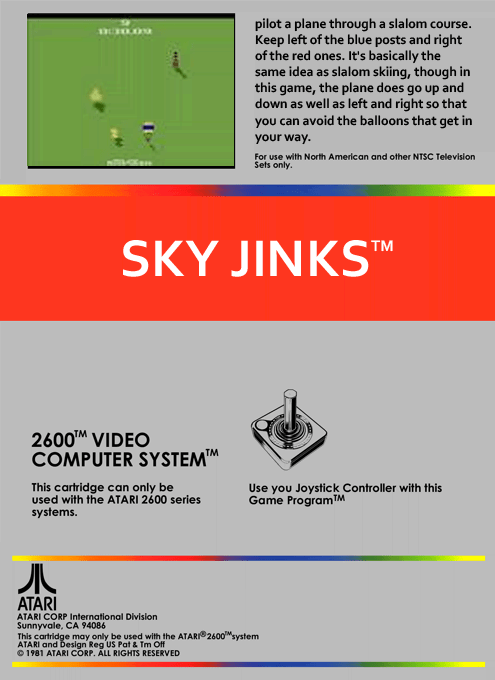 9
pilot a plane through a slalom course.
Keep left of the blue posts and right
of the red ones. It's basically the
same idea as slalom skiing, though in
this game, the plane does go up and
down as well as left and right so that
you can avoid the balloons that get in
your way.
For use with North American and other NTSC Television
Sets only.
SKY JINKS™
2600™ VIDEO
COMPUTER SYSTEM™
This cartridge can only be
used with the ATARI 2600 series
systems.
Use you Joystick Controller with this
Game Program™
ATARI
ATARI CORP International Division
Sunnyvale, CA 94086
This cartridge may only be used with the ATARI®2600™system
ATARI and Design Reg US Pat & Tm Off
© 1981 ATARI CORP. ALL RIGHTS RESERVED